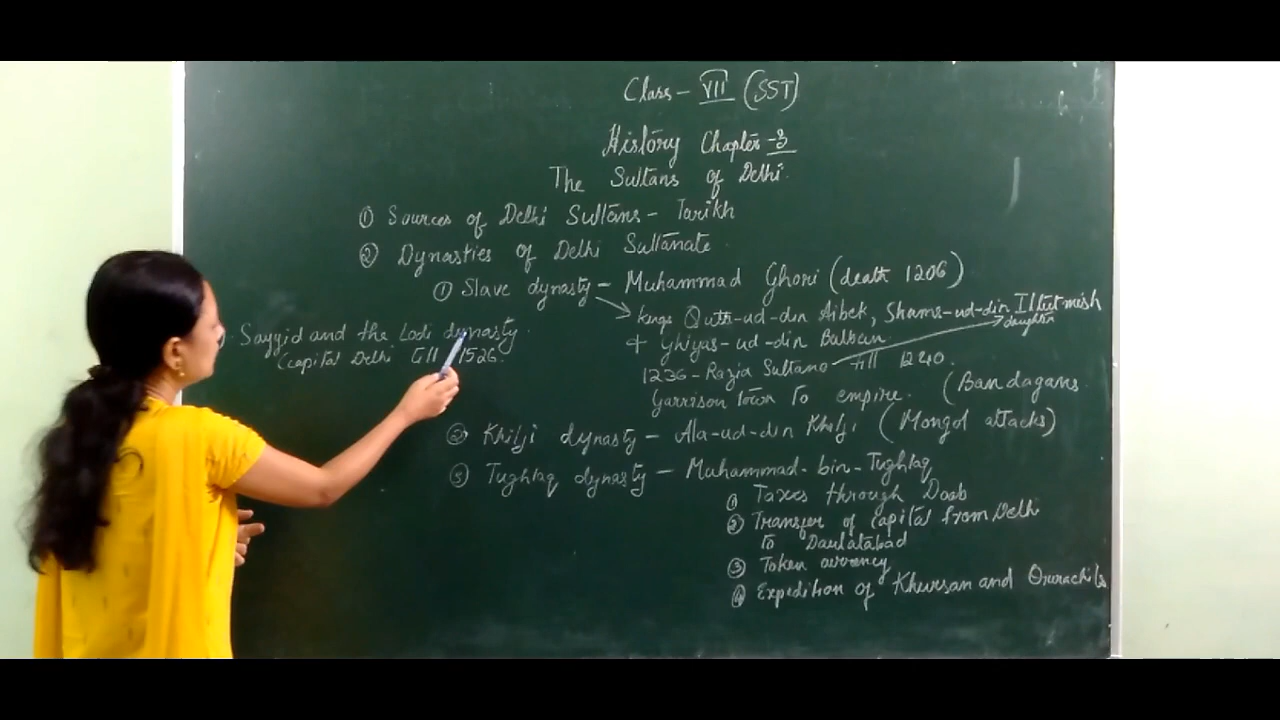 Class - VII (SST)
History Chapter - 3
The Sultans of Delhi
① Sources of Delhi Sultans - Tarikh
② Dynasties of Delhi Sultanate
① Slave dynasty - Muhammad Ghori (death 1206)
kings Qutb-ud-din Aibek, Shams-ud-din Iltutmish
daughter
+ Ghiyas-ud-din Balban
1236 - Razia Sultana till 1240.
Garrison town to empire. (Bandagans
② Khilji dynasty - Ala-ud-din Khilji (Mongol attacks)
③ Tughlaq dynasty - Muhammad-bin-Tughlaq
① Taxes through Doab
② Transfer of capital from Delhi
to Daulatabad
③ Token currency
④ Expedition of Khursan and
Sayyid and the Lodi dynasty
(capital Delhi till 1526.